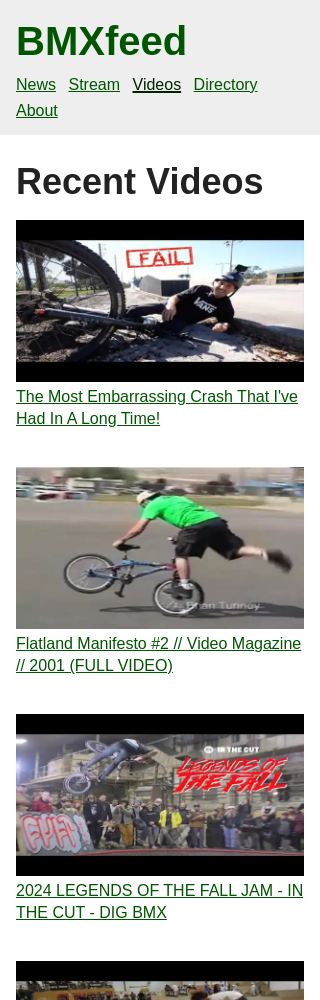 BMXfeed
News Stream Videos Directory
About
Recent Videos
FAIL
VANS
The Most Embarrassing Crash That I've
Had In A Long Time!
Brian Tunney
Flatland Manifesto #2 // Video Magazine
// 2001 (FULL VIDEO)
IN THE CUT
LEGENDS OF
THE FALL
CULT
2024 LEGENDS OF THE FALL JAM - IN
THE CUT - DIG BMX